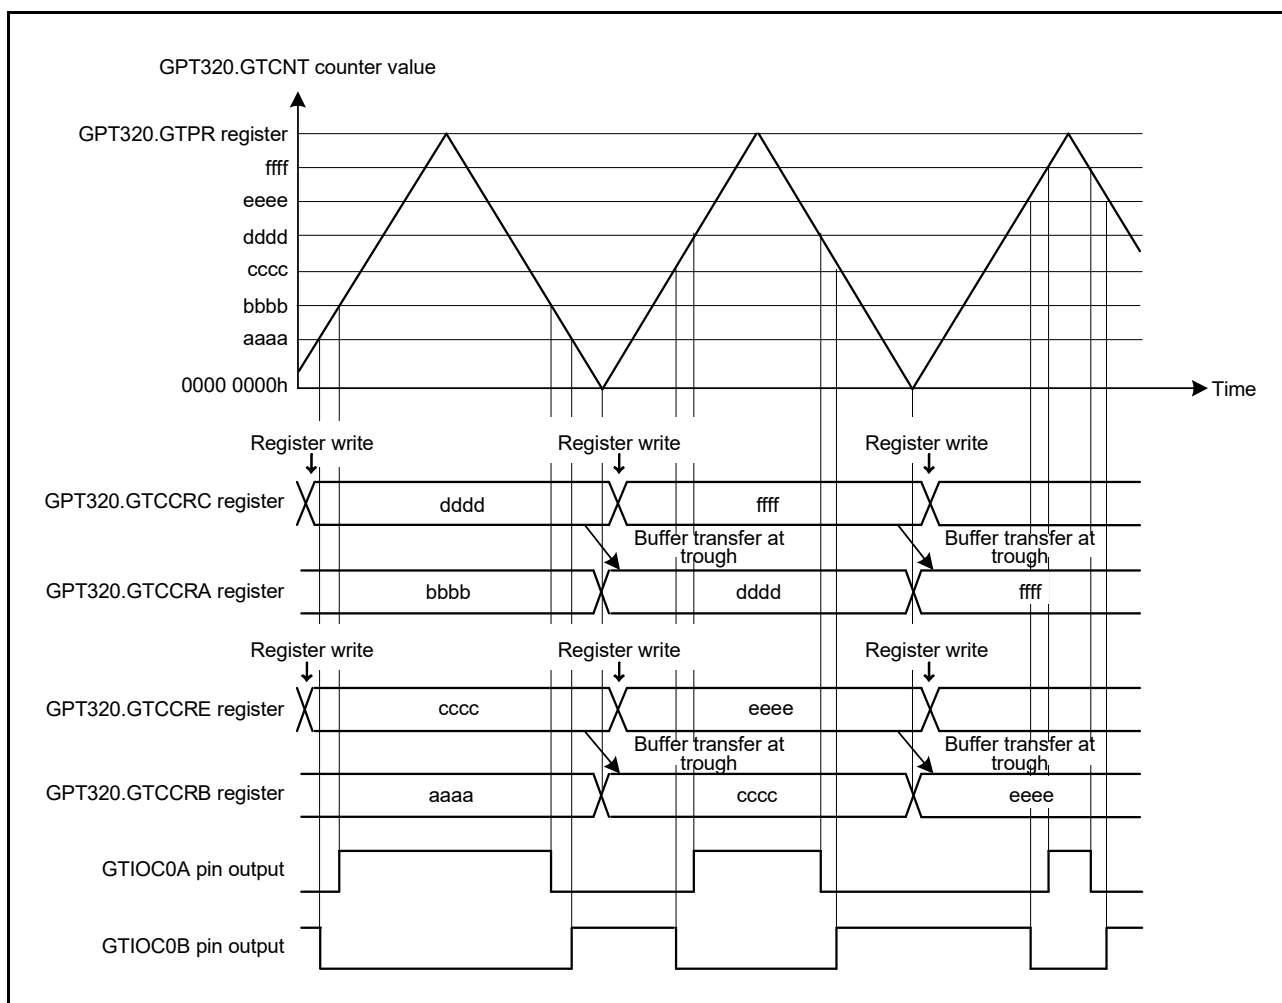 GPT320.GTCNT counter value
GPT320.GTPR register
ffff
eeee
dddd
cccc
bbbb
aaaa
0000 0000h
Time
Register write
Register write
Register write
GPT320.GTCCRC register
dddd
ffff
Buffer transfer at
trough
Buffer transfer at
trough
GPT320.GTCCRA register
bbbb
dddd
ffff
Register write
Register write
Register write
GPT320.GTCCRE register
cccc
eeee
Buffer transfer at
trough
Buffer transfer at
trough
GPT320.GTCCRB register
aaaa
cccc
eeee
GTIOC0A pin output
GTIOC0B pin output